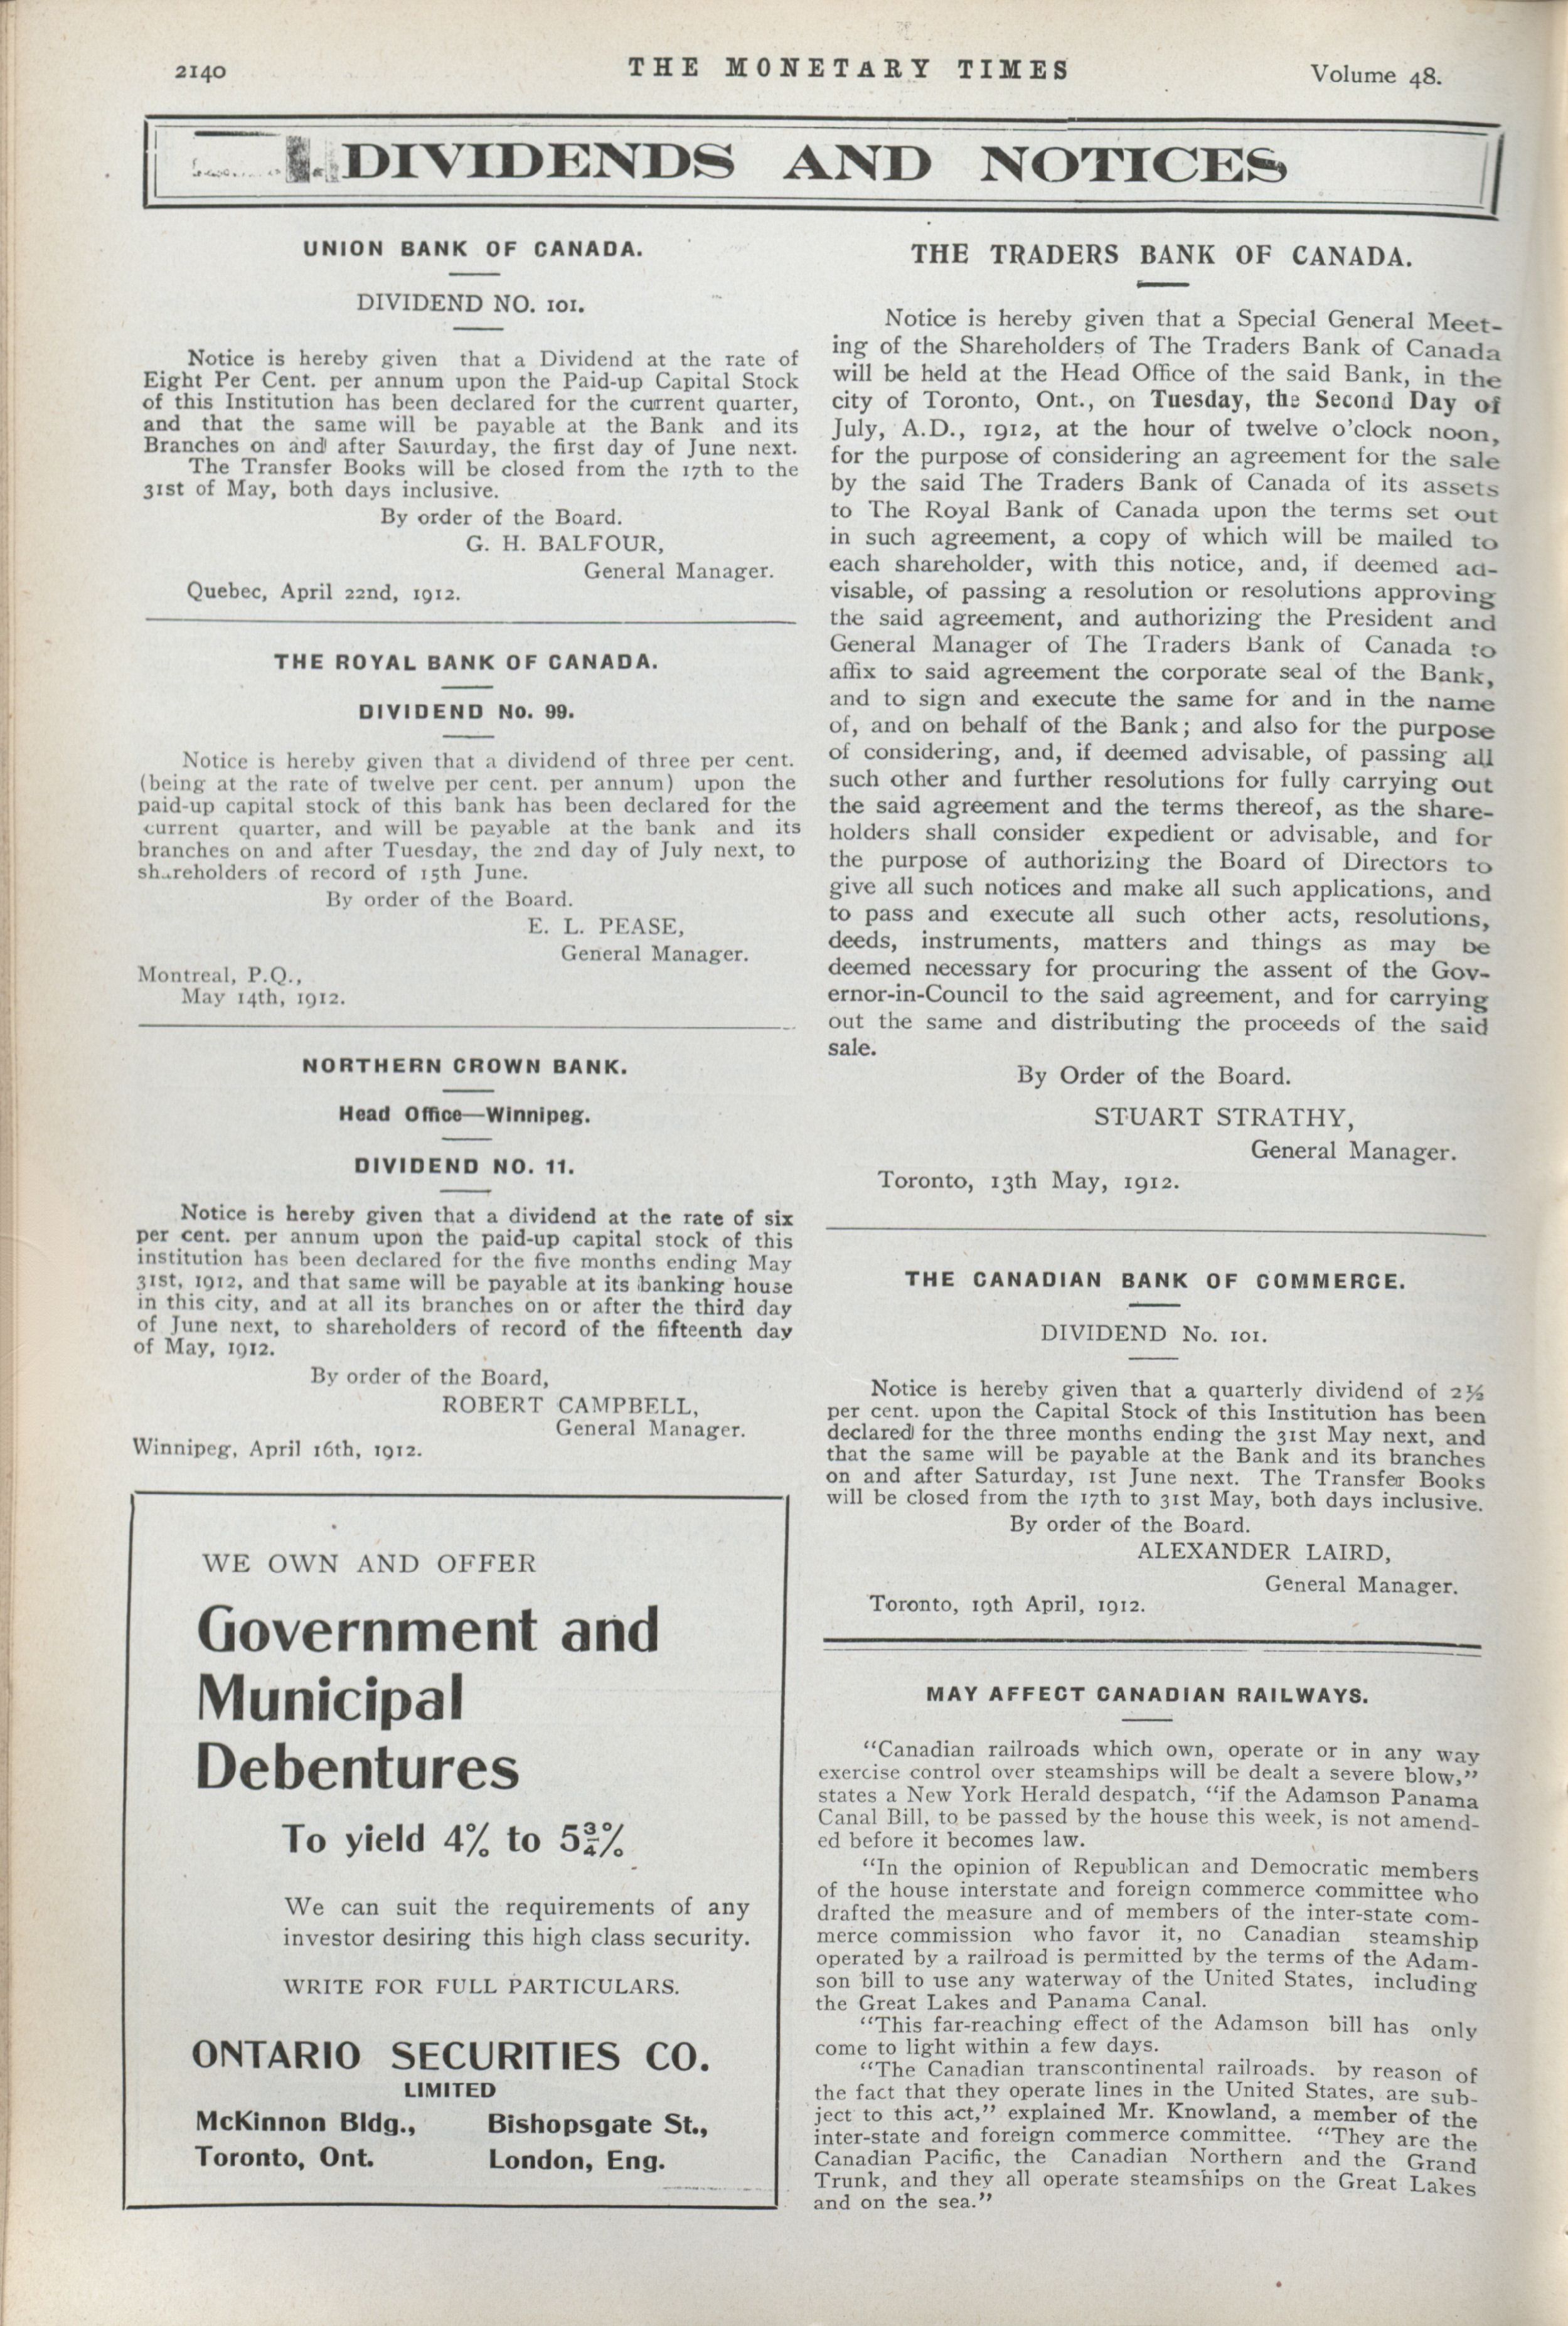 2140
THE MONETARY TIMES
Volume 48.
DIVIDENDS AND NOTICES
UNION BANK OF CANADA.
DIVIDEND NO. 101.
Notice is hereby given that a Dividend at the rate of
Eight Per Cent. per annum upon the Paid-up Capital Stock
of this Institution has been declared for the current quarter,
and that the same will be payable at the Bank and its
Branches on and after Saturday, the first day of June next.
The Transfer Books will be closed from the 17th to the
31st of May, both days inclusive.
By order of the Board.
G. H. BALFOUR,
General Manager.
Quebec, April 22nd, 1912.
THE ROYAL BANK OF CANADA.
DIVIDEND No. 99.
Notice is hereby given that a dividend of three per cent.
(being at the rate of twelve per cent. per annum) upon the
paid-up capital stock of this bank has been declared for the
current quarter, and will be payable at the bank and its
branches on and after Tuesday, the 2nd day of July next, to
shareholders of record of 15th June.
By order of the Board.
E. L. PEASE,
General Manager.
Montreal, P.Q.,
May 14th, 1912.
NORTHERN CROWN BANK.
Head Office—Winnipeg.
DIVIDEND NO. 11.
Notice is hereby given that a dividend at the rate of six
per cent. per annum upon the paid-up capital stock of this
institution has been declared for the five months ending May
31st, 1912, and that same will be payable at its banking house
in this city, and at all its branches on or after the third day
of June next, to shareholders of record of the fifteenth day
of May, 1912.
By order of the Board,
ROBERT CAMPBELL,
General Manager.
Winnipeg, April 16th, 1912.
WE OWN AND OFFER
Government and
Municipal
Debentures
To yield 4% to 5¾%
We can suit the requirements of any
investor desiring this high class security.
WRITE FOR FULL PARTICULARS.
ONTARIO SECURITIES CO.
LIMITED
McKinnon Bldg., Bishopsgate St.,
Toronto, Ont. London, Eng.
THE TRADERS BANK OF CANADA.
Notice is hereby given that a Special General Meet-
ing of the Shareholders of The Traders Bank of Canada
will be held at the Head Office of the said Bank, in the
city of Toronto, Ont., on Tuesday, the Second Day of
July, A.D., 1912, at the hour of twelve o'clock noon,
for the purpose of considering an agreement for the sale
by the said The Traders Bank of Canada of its assets
to The Royal Bank of Canada upon the terms set out
in such agreement, a copy of which will be mailed to
each shareholder, with this notice, and, if deemed ad-
visable, of passing a resolution or resolutions approving
the said agreement, and authorizing the President and
General Manager of The Traders Bank of Canada to
affix to said agreement the corporate seal of the Bank,
and to sign and execute the same for and in the name
of, and on behalf of the Bank; and also for the purpose
of considering, and, if deemed advisable, of passing all
such other and further resolutions for fully carrying out
the said agreement and the terms thereof, as the share-
holders shall consider expedient or advisable, and for
the purpose of authorizing the Board of Directors to
give all such notices and make all such applications, and
to pass and execute all such other acts, resolutions,
deeds, instruments, matters and things as may be
deemed necessary for procuring the assent of the Gov-
ernor-in-Council to the said agreement, and for carrying
out the same and distributing the proceeds of the said
sale.
By Order of the Board.
STUART STRATHY,
General Manager.
Toronto, 13th May, 1912.
THE CANADIAN BANK OF COMMERCE.
DIVIDEND No. 101.
Notice is hereby given that a quarterly dividend of 2½
per cent. upon the Capital Stock of this Institution has been
declared for the three months ending the 31st May next, and
that the same will be payable at the Bank and its branches
on and after Saturday, 1st June next. The Transfer Books
will be closed from the 17th to 31st May, both days inclusive.
By order of the Board.
ALEXANDER LAIRD,
General Manager.
Toronto, 19th April, 1912.
MAY AFFECT CANADIAN RAILWAYS.
"Canadian railroads which own, operate or in any way
exercise control over steamships will be dealt a severe blow,"
states a New York Herald despatch, "if the Adamson Panama
Canal Bill, to be passed by the house this week, is not amend-
ed before it becomes law.
"In the opinion of Republican and Democratic members
of the house interstate and foreign commerce committee who
drafted the measure and of members of the inter-state com-
merce commission who favor it, no Canadian steamship
operated by a railroad is permitted by the terms of the Adam-
son bill to use any waterway of the United States, including
the Great Lakes and Panama Canal.
"This far-reaching effect of the Adamson bill has only
come to light within a few days.
"The Canadian transcontinental railroads. by reason of
the fact that they operate lines in the United States, are sub-
ject to this act," explained Mr. Knowland, a member of the
inter-state and foreign commerce committee. "They are the
Canadian Pacific, the Canadian Northern and the Grand
Trunk, and they all operate steamships on the Great Lakes
and on the sea."